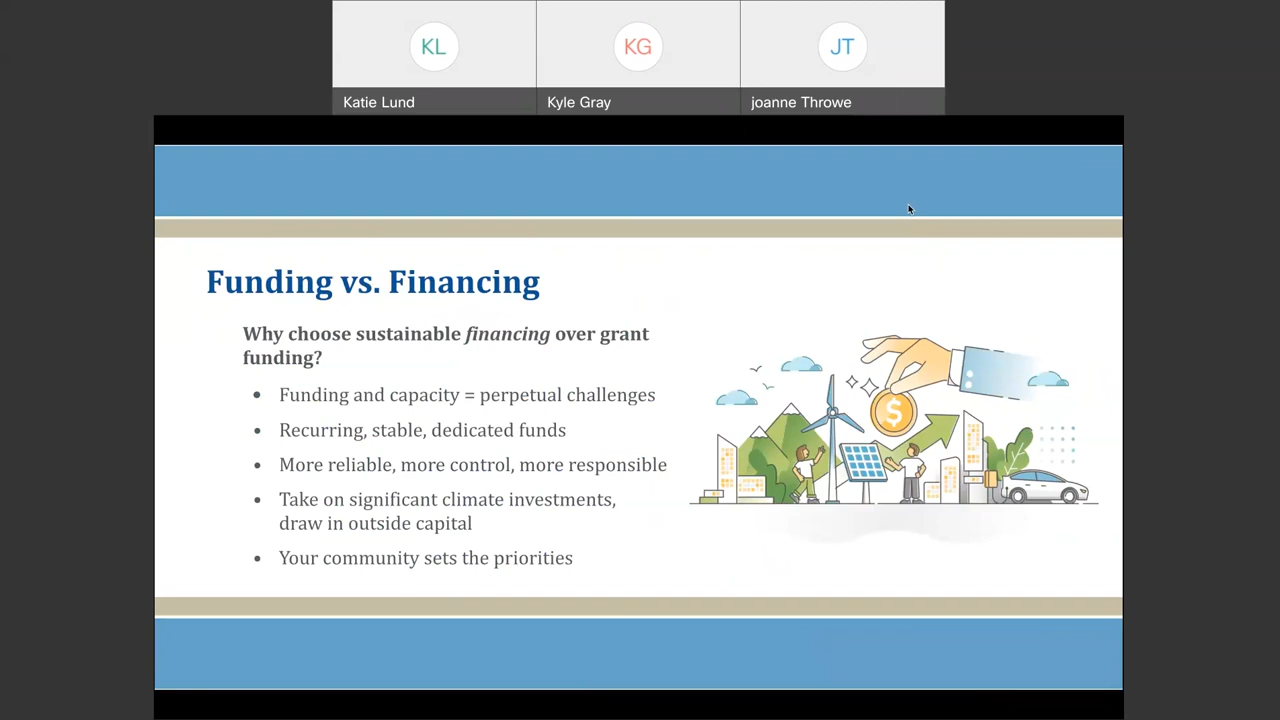 KL
KG
JT
Katie Lund
Kyle Gray
joanne Throwe
Funding vs. Financing
Why choose sustainable financing over grant
funding?
• Funding and capacity = perpetual challenges
• Recurring, stable, dedicated funds
• More reliable, more control, more responsible
• Take on significant climate investments,
draw in outside capital
• Your community sets the priorities
$